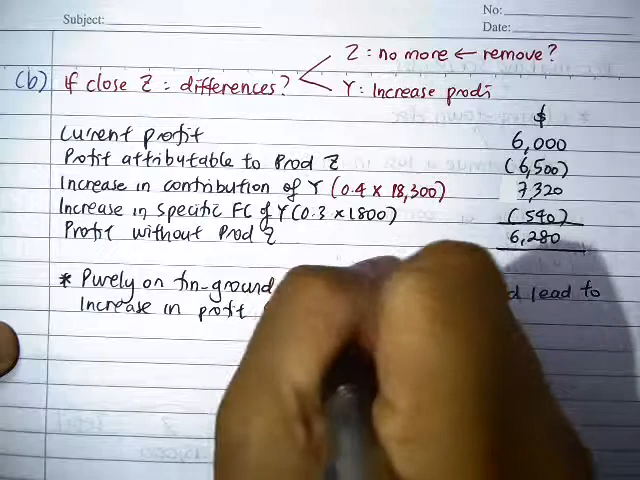 Subject:
No:
Date:
Z : no more ← remove?
(b) If close Z : differences?
Y : Increase prodn
$
Current profit 6,000
Profit attributable to Prod Z (6,500)
Increase in contribution of Y (0.4 x 18,300) 7,320
Increase in specific FC of Y (0.3 x 1800) (540)
Profit without Prod Z 6,280
* Purely on fin-ground lead to
Increase in profit